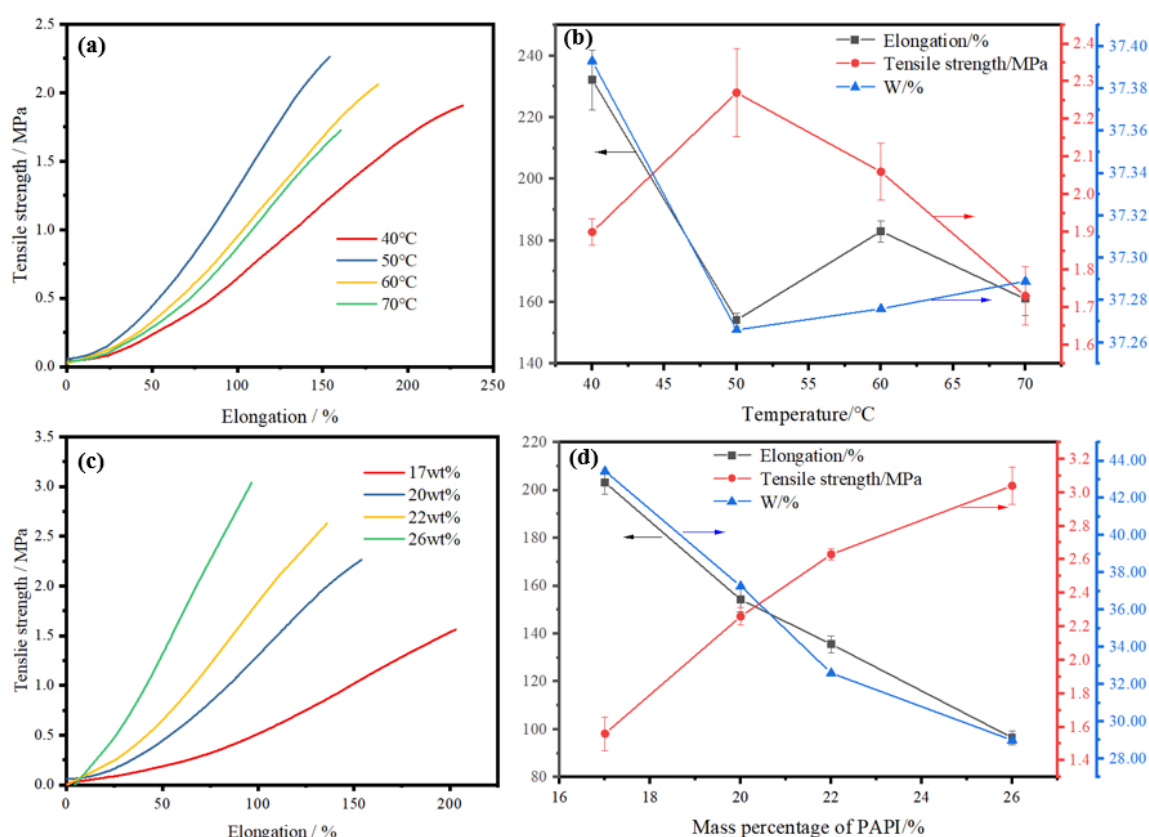 (a)
2.5
2.0
1.5
1.0
0.5
0.0
Tensile strength / MPa
40℃
50℃
60℃
70℃
0 50 100 150 200 250
Elongation / %
(b)
Elongation/%
Tensile strength/MPa
W/%
240
220
200
180
160
140
2.4
2.3
2.2
2.1
2.0
1.9
1.8
1.7
1.6
37.40
37.38
37.36
37.34
37.32
37.30
37.28
37.26
40 45 50 55 60 65 70
Temperature/℃
(c)
3.5
3.0
2.5
2.0
1.5
1.0
0.5
0.0
Tenslie strength / MPa
17wt%
20wt%
22wt%
26wt%
0 50 100 150 200
Elongation / %
(d)
Elongation/%
Tensile strength/MPa
W/%
220
200
180
160
140
120
100
80
3.2
3.0
2.8
2.6
2.4
2.2
2.0
1.8
1.6
1.4
44.00
42.00
40.00
38.00
36.00
34.00
32.00
30.00
29.00
28.00
16 18 20 22 24 26
Mass percentage of PAPI/%